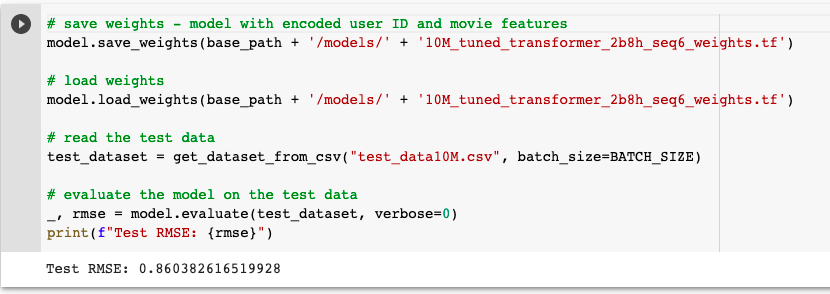 # save weights - model with encoded user ID and movie features
model.save_weights(base_path + '/models/' + '10M_tuned_transformer_2b8h_seq6_weights.tf')
# load weights
model.load_weights(base_path + '/models/' + '10M_tuned_transformer_2b8h_seq6_weights.tf')
# read the test data
test_dataset = get_dataset_from_csv("test_data10M.csv", batch_size=BATCH_SIZE)
# evaluate the model on the test data
_, rmse = model.evaluate(test_dataset, verbose=0)
print(f"Test RMSE: {rmse}")
Test RMSE: 0.860382616519928